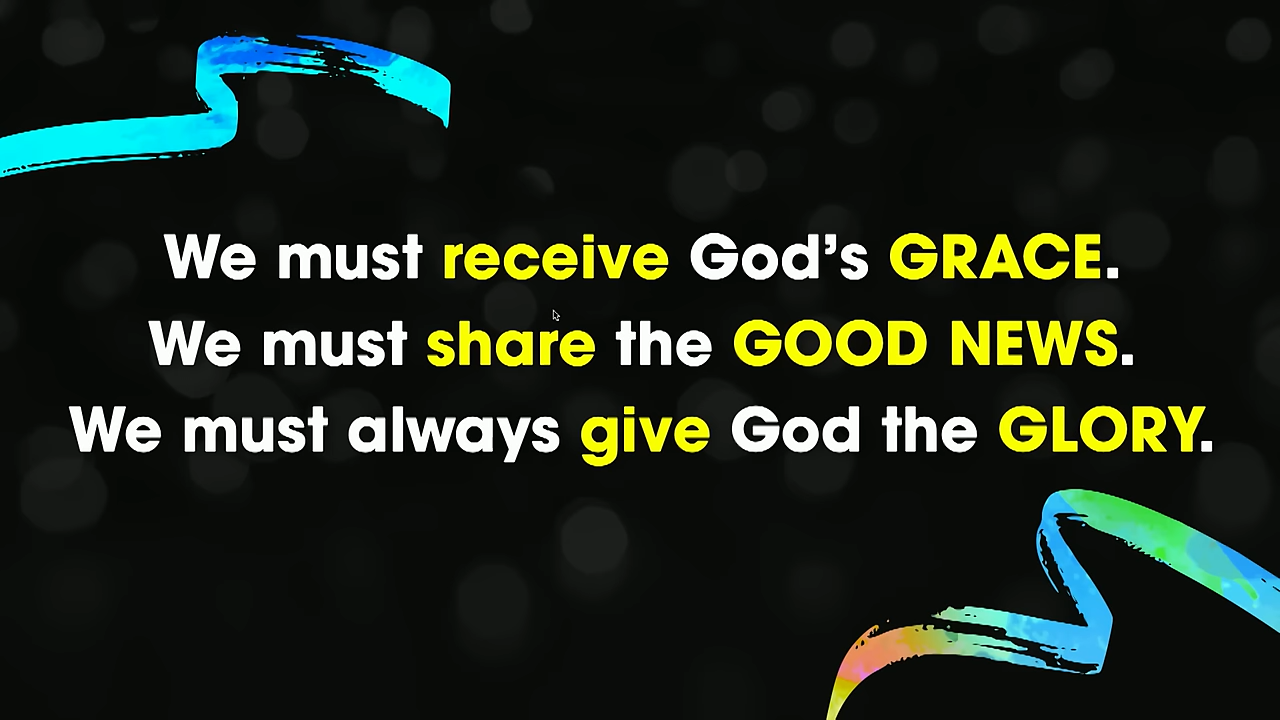 We must receive God’s GRACE.
We must share the GOOD NEWS.
We must always give God the GLORY.